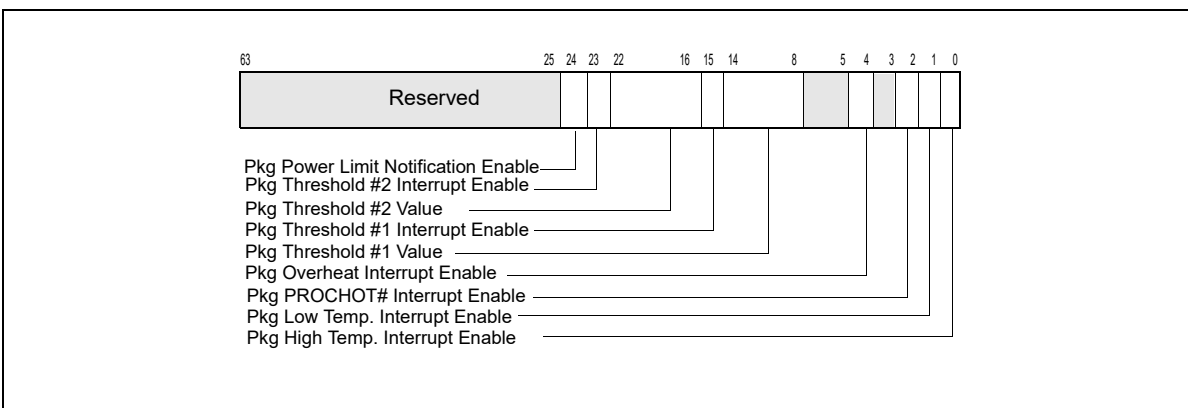 63 25 24 23 22 16 15 14 8 5 4 3 2 1 0
Reserved
Pkg Power Limit Notification Enable
Pkg Threshold #2 Interrupt Enable
Pkg Threshold #2 Value
Pkg Threshold #1 Interrupt Enable
Pkg Threshold #1 Value
Pkg Overheat Interrupt Enable
Pkg PROCHOT# Interrupt Enable
Pkg Low Temp. Interrupt Enable
Pkg High Temp. Interrupt Enable